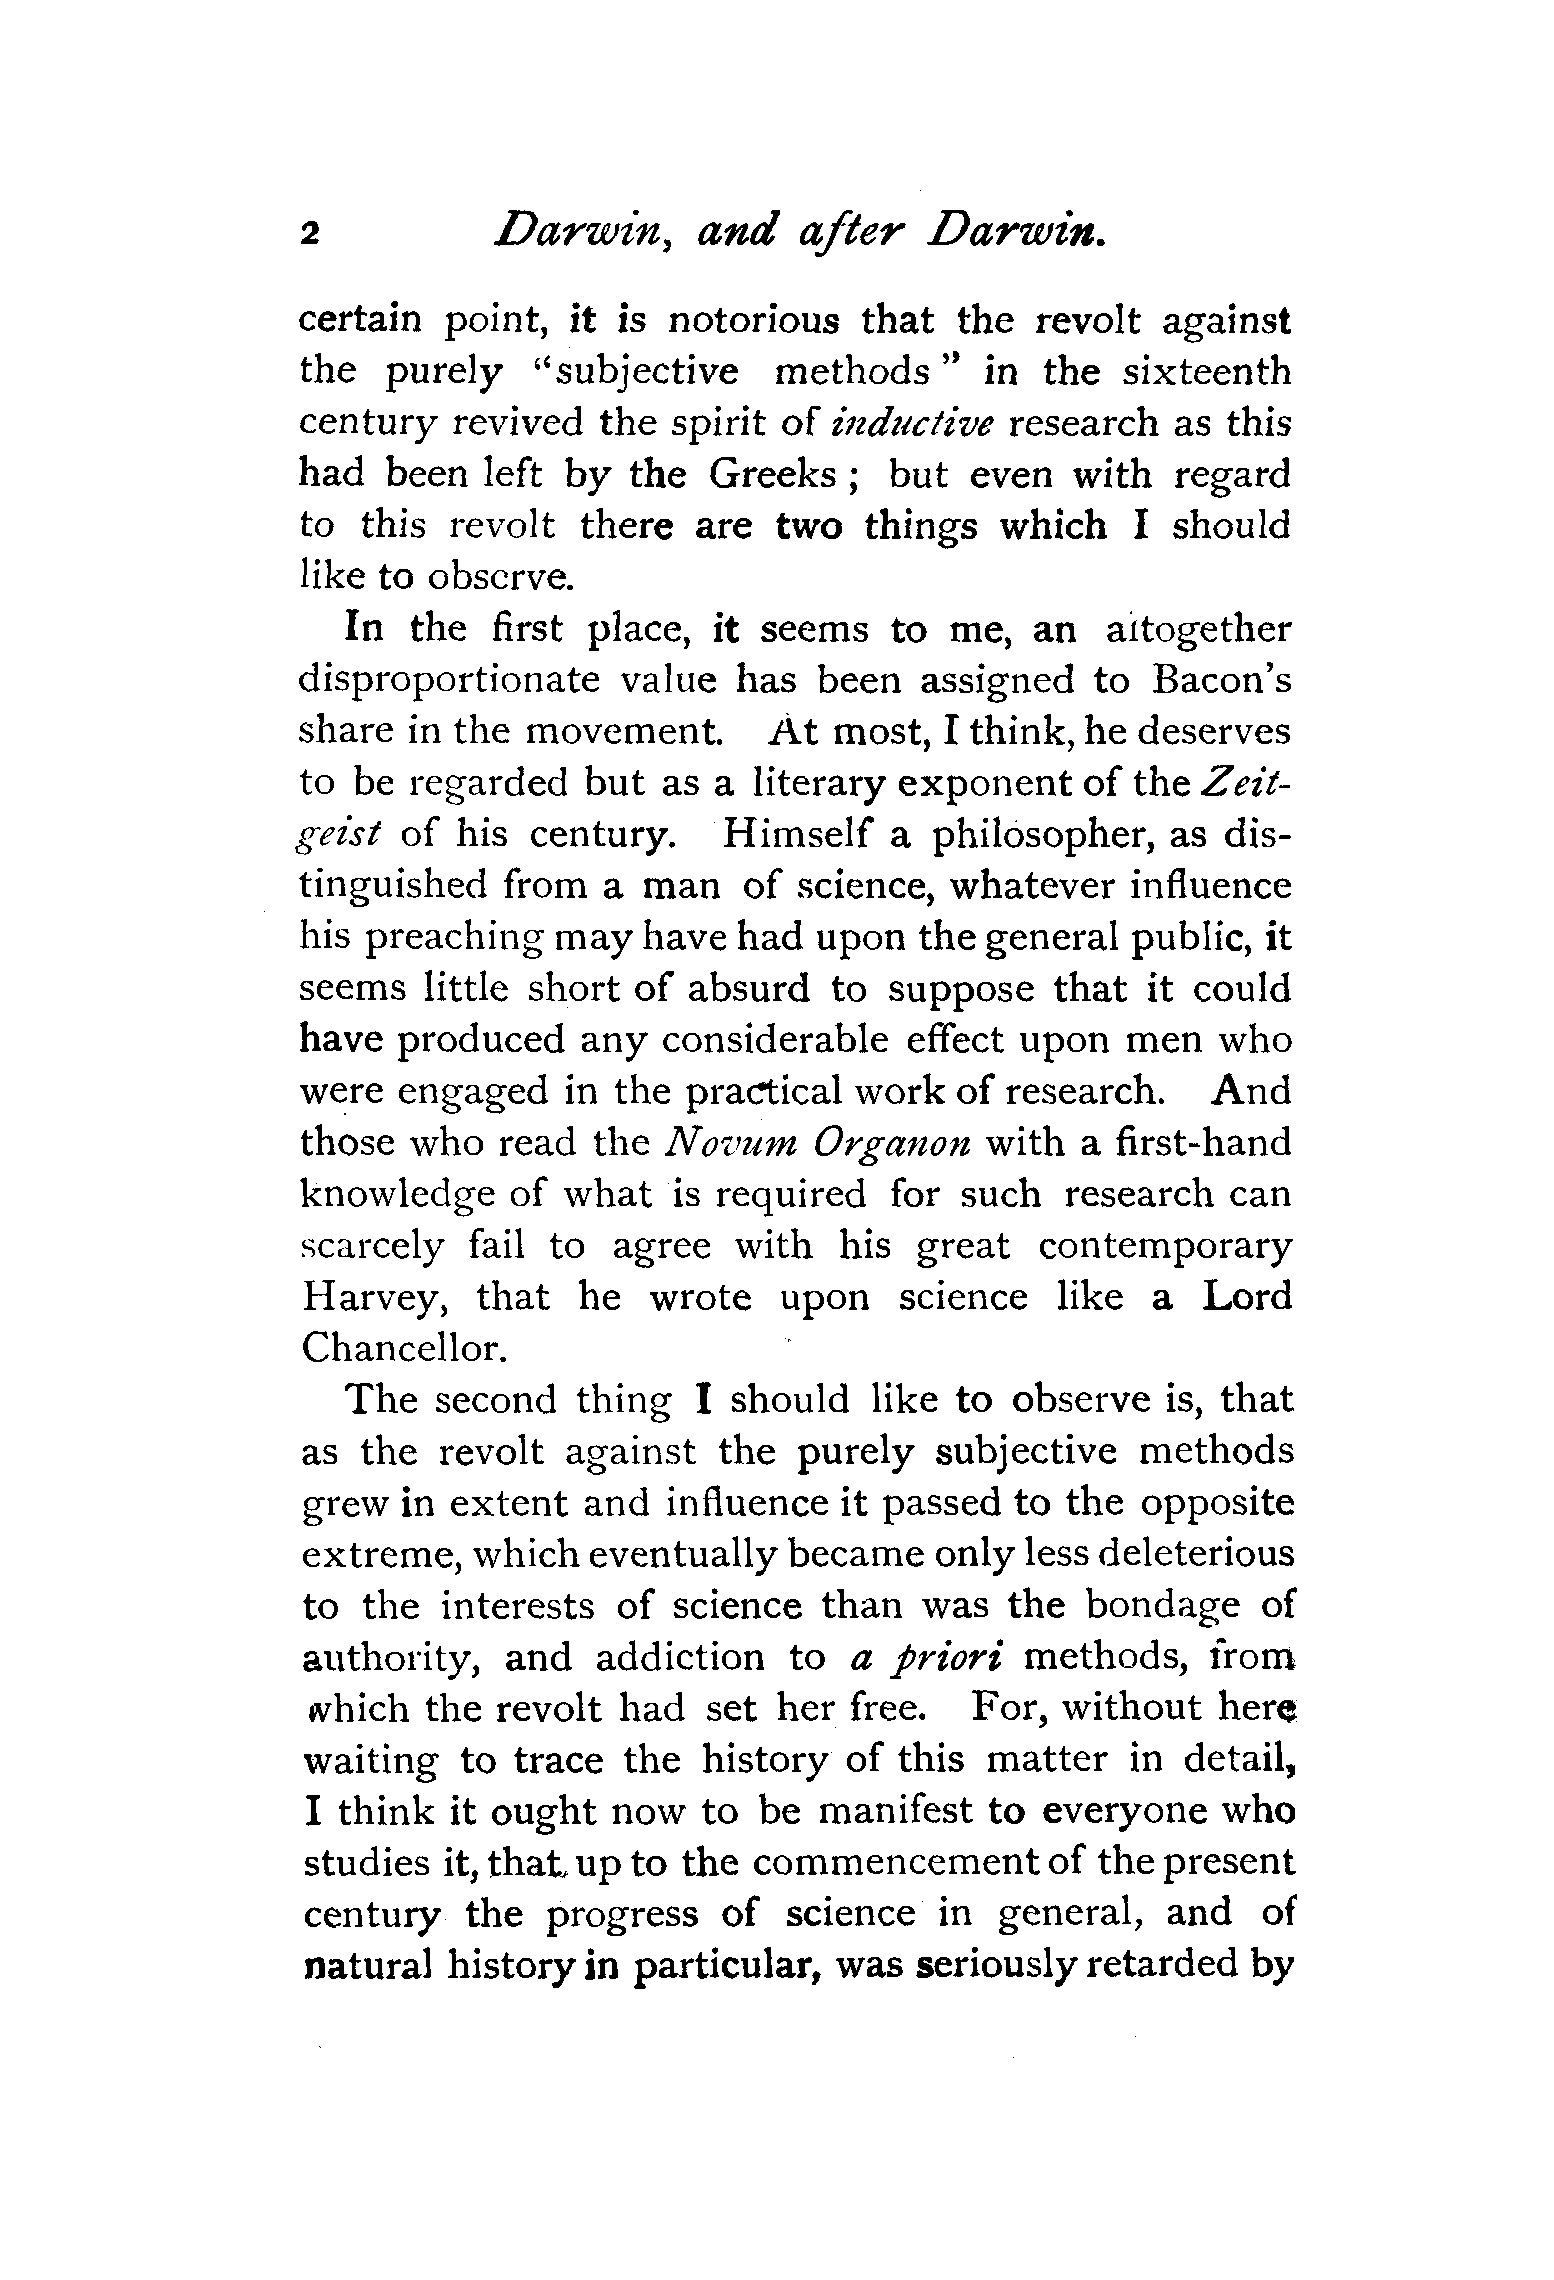 2 Darwin, and after Darwin.
certain point, it is notorious that the revolt against
the purely “subjective methods” in the sixteenth
century revived the spirit of inductive research as this
had been left by the Greeks ; but even with regard
to this revolt there are two things which I should
like to observe.
In the first place, it seems to me, an altogether
disproportionate value has been assigned to Bacon's
share in the movement. At most, I think, he deserves
to be regarded but as a literary exponent of the Zeit-
geist of his century. Himself a philosopher, as dis-
tinguished from a man of science, whatever influence
his preaching may have had upon the general public, it
seems little short of absurd to suppose that it could
have produced any considerable effect upon men who
were engaged in the practical work of research. And
those who read the Novum Organon with a first-hand
knowledge of what is required for such research can
scarcely fail to agree with his great contemporary
Harvey, that he wrote upon science like a Lord
Chancellor.
The second thing I should like to observe is, that
as the revolt against the purely subjective methods
grew in extent and influence it passed to the opposite
extreme, which eventually became only less deleterious
to the interests of science than was the bondage of
authority, and addiction to a priori methods, from
which the revolt had set her free. For, without here
waiting to trace the history of this matter in detail,
I think it ought now to be manifest to everyone who
studies it, that up to the commencement of the present
century the progress of science in general, and of
natural history in particular, was seriously retarded by